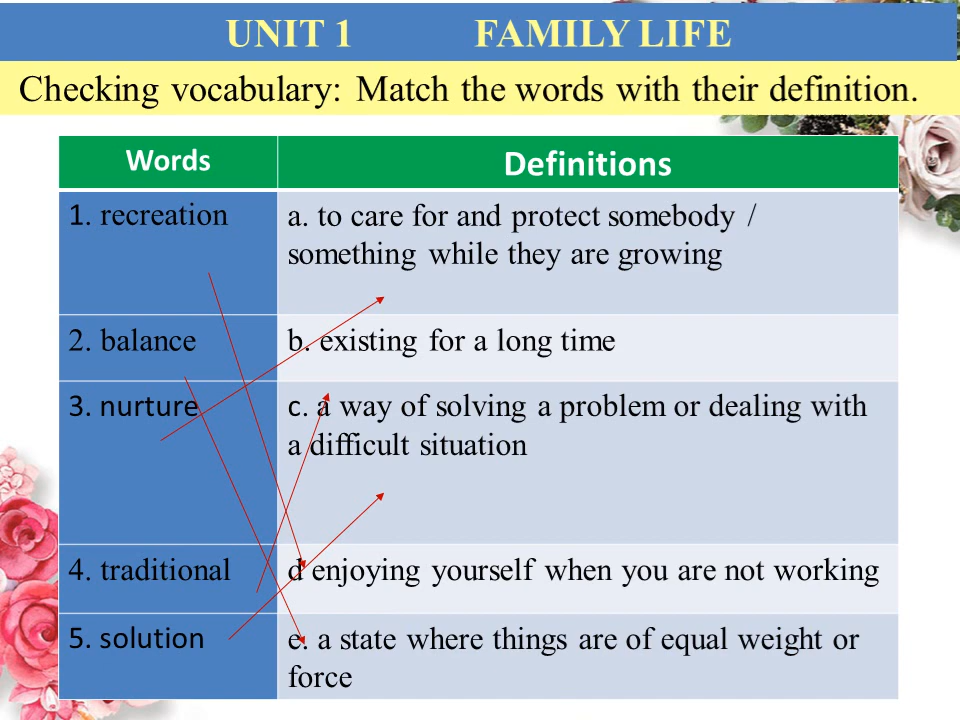 UNIT 1 FAMILY LIFE
Checking vocabulary: Match the words with their definition.
Words Definitions
1. recreation a. to care for and protect somebody /
something while they are growing
2. balance b. existing for a long time
3. nurture c. a way of solving a problem or dealing with
a difficult situation
4. traditional d enjoying yourself when you are not working
5. solution e. a state where things are of equal weight or
force